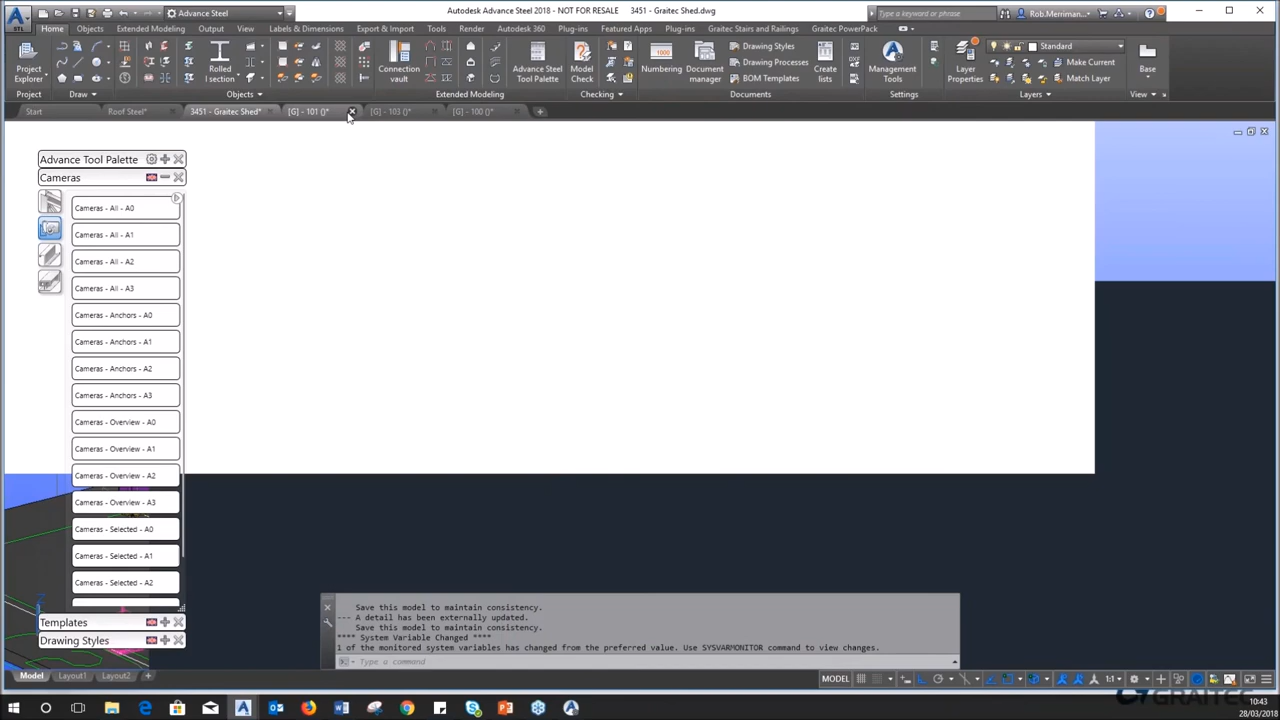 Advance Steel
Autodesk Advance Steel 2018 - NOT FOR RESALE 3451 - Graitec Shed.dwg
Type a keyword or phrase
Rob.Merriman...
Home Objects Extended Modeling Output View Labels & Dimensions Export & Import Tools Render Autodesk 360 Plug-ins Featured Apps Plug-ins Graitec Stairs and Railings Graitec PowerPack
Project Explorer
Rolled I section
Connection vault
Advance Steel Tool Palette
Model Check
Numbering
Document manager
Drawing Styles
Drawing Processes
BOM Templates
Create lists
Management Tools
Layer Properties
Standard
Make Current
Match Layer
Base
Project Draw Objects Extended Modeling Checking Documents Settings Layers View
Start Roof Steel* 3451 - Graitec Shed* [G] - 101 ()* [G] - 103 ()* [G] - 100 ()*
Advance Tool Palette
Cameras
Cameras - All - A0
Cameras - All - A1
Cameras - All - A2
Cameras - All - A3
Cameras - Anchors - A0
Cameras - Anchors - A1
Cameras - Anchors - A2
Cameras - Anchors - A3
Cameras - Overview - A0
Cameras - Overview - A1
Cameras - Overview - A2
Cameras - Overview - A3
Cameras - Selected - A0
Cameras - Selected - A1
Cameras - Selected - A2
Templates
Drawing Styles
Save this model to maintain consistency.
--- A detail has been externally updated.
Save this model to maintain consistency.
**** System Variable Changed ****
1 of the monitored system variables has changed from the preferred value. Use SYSVARMONITOR command to view changes.
Type a command
Model Layout1 Layout2
MODEL
1:1
GRAITEC
10:43
28/03/2018